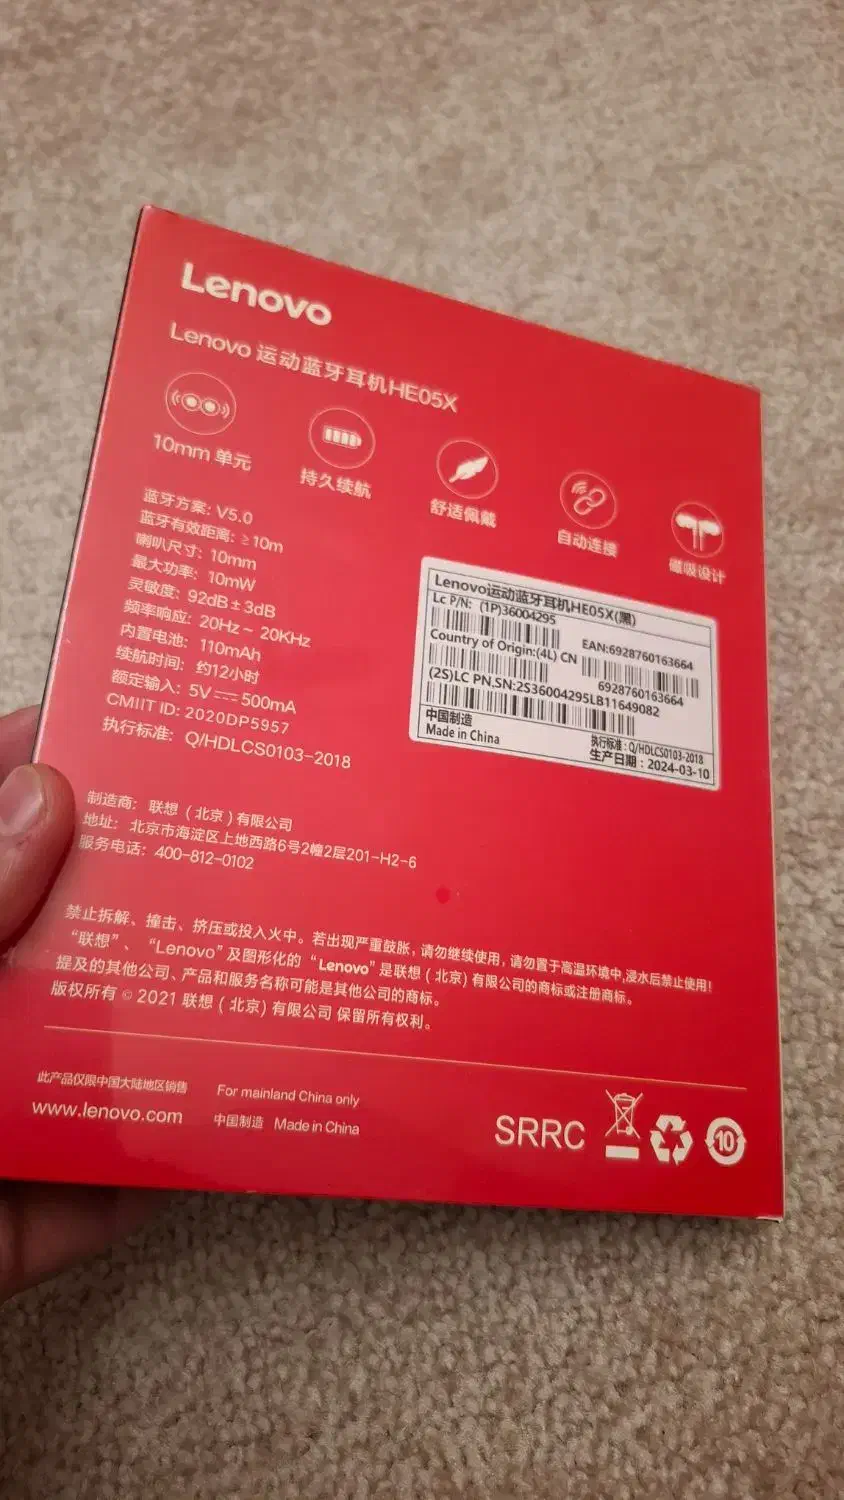 Lenovo
Lenovo 运动蓝牙耳机HE05X
10mm 单元
持久续航
舒适佩戴
自动连接
磁吸设计
蓝牙方案: V5.0
蓝牙有效距离: ≥10m
喇叭尺寸: 10mm
最大功率: 10mW
灵敏度: 92dB±3dB
频率响应: 20Hz~20KHz
内置电池: 110mAh
续航时间: 约12小时
额定输入: 5V⎓500mA
CMIIT ID: 2020DP5957
执行标准: Q/HDLCS0103-2018
Lenovo运动蓝牙耳机HE05X(黑)
Lc P/N: (1P)36004295
EAN:6928760163664
Country of Origin:(4L) CN
6928760163664
(2S)LC PN,SN:2S36004295LB11649082
中国制造
Made in China
执行标准：Q/HDLCS0103-2018
生产日期：2024-03-10
制造商: 联想（北京）有限公司
地址: 北京市海淀区上地西路6号2幢2层201-H2-6
服务电话: 400-812-0102
禁止拆解、撞击、挤压或投入火中。若出现严重鼓胀，请勿继续使用，请勿置于高温环境中,浸水后禁止使用!
“联想”、“Lenovo”及图形化的“Lenovo”是联想（北京）有限公司的商标或注册商标。
提及的其他公司、产品和服务名称可能是其他公司的商标。
版权所有 © 2021 联想（北京）有限公司 保留所有权利。
此产品仅限中国大陆地区销售 For mainland China only
www.lenovo.com 中国制造 Made in China
SRRC
10